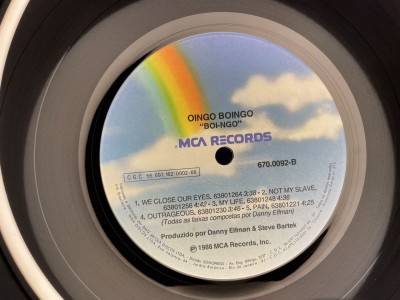 OINGO BOINGO
"BOI-NGO"
MCA RECORDS
670.0092-B
1. WE CLOSE OUR EYES, 63801264 3:38 - 2. NOT MY SLAVE,
63801256 4:42 - 3. MY LIFE, 63801248 4:36
4. OUTRAGEOUS, 63801230 3:46 - 5. PAIN, 63801221 4:25
(Todas as faixas compostas por Danny Elfman)
Produzido por Danny Elfman & Steve Bartek
℗ 1986 MCA Records, Inc.